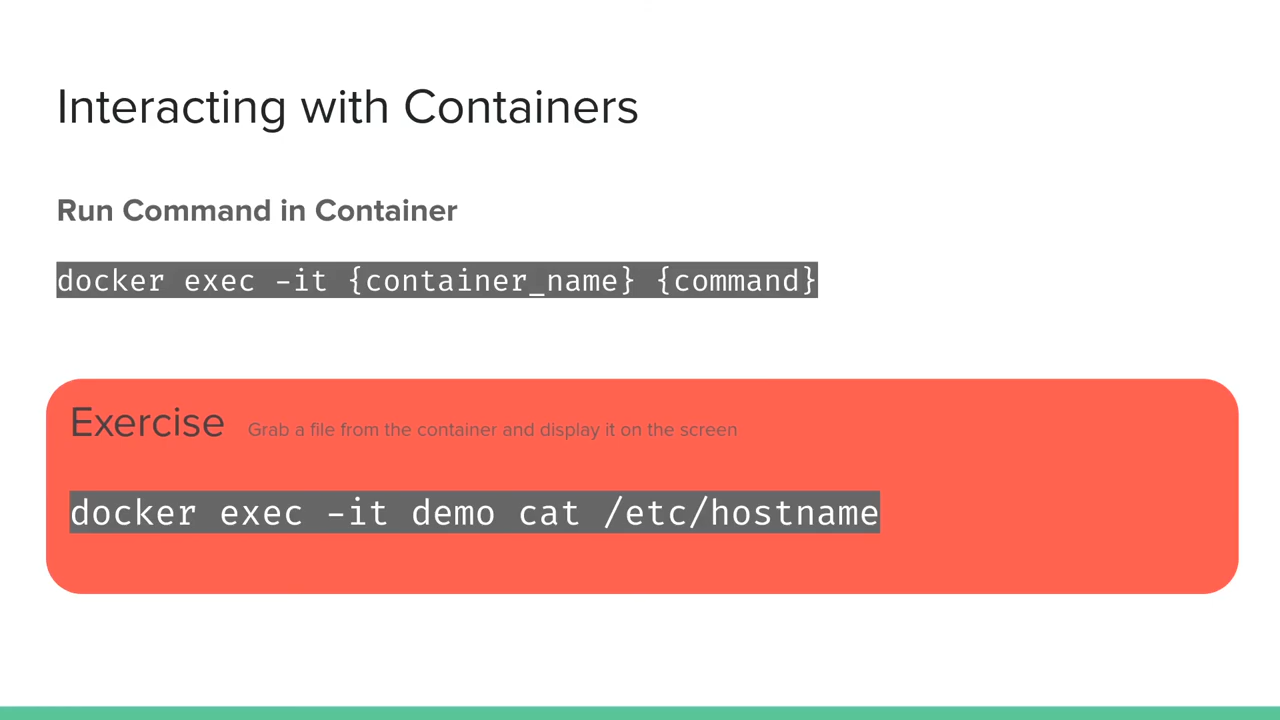 Interacting with Containers
Run Command in Container
docker exec -it {container_name} {command}
Exercise Grab a file from the container and display it on the screen
docker exec -it demo cat /etc/hostname